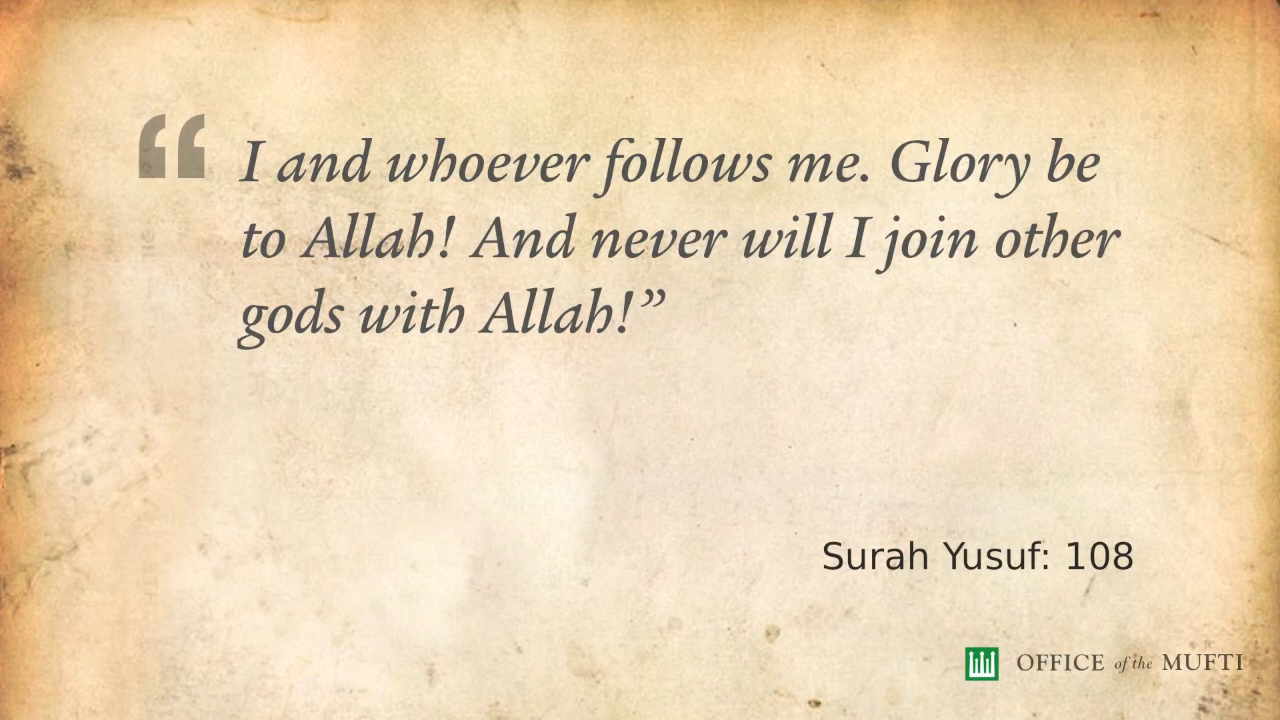 “ I and whoever follows me. Glory be
to Allah! And never will I join other
gods with Allah!”
Surah Yusuf: 108
OFFICE of the MUFTI